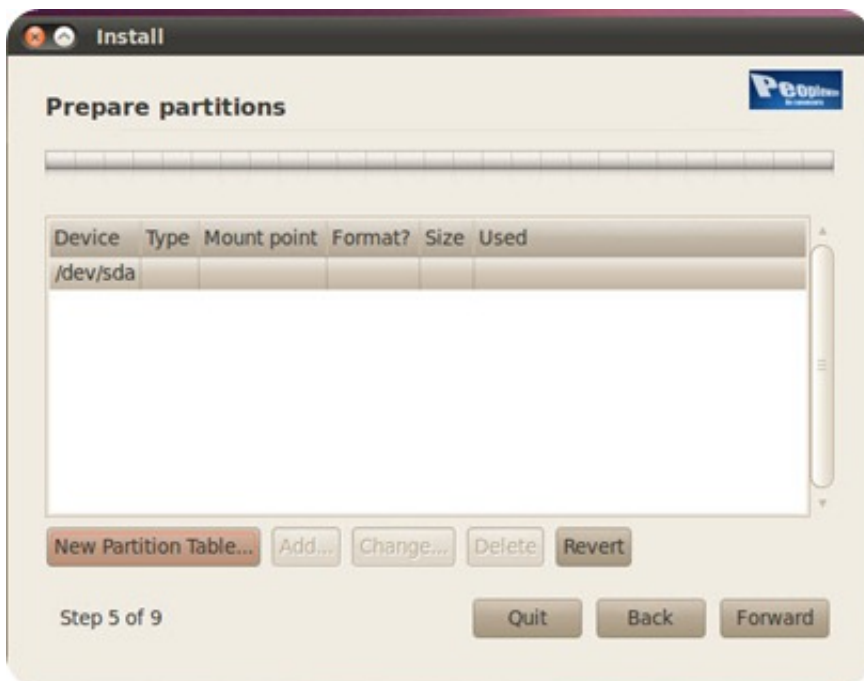 Install
Prepare partitions
Device Type Mount point Format? Size Used
/dev/sda
New Partition Table... Add... Change... Delete Revert
Step 5 of 9 Quit Back Forward